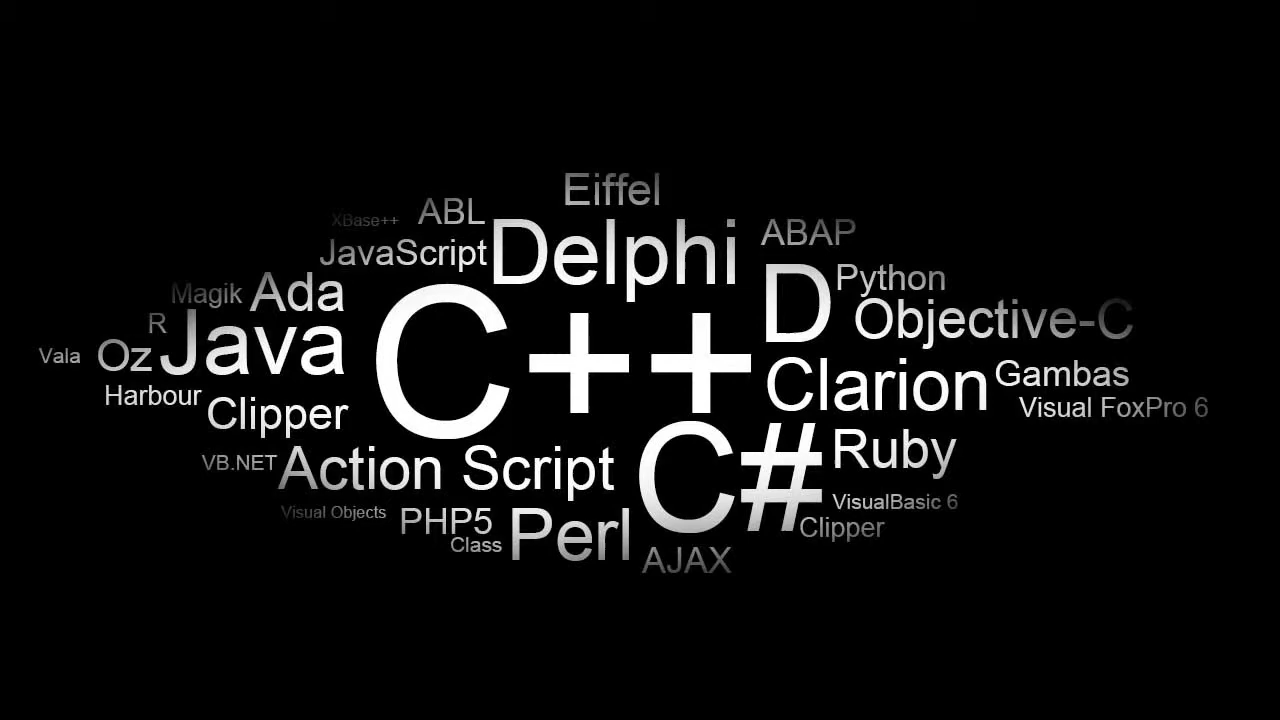 Eiffel
XBase++
ABL
Delphi
ABAP
JavaScript
Python
Magik
Ada
C++
D
Objective-C
R
Java
Vala
Oz
Clarion
Gambas
Harbour
Clipper
Visual FoxPro 6
C#
Ruby
VB.NET
Action Script
VisualBasic 6
Visual Objects
PHP5
Perl
Clipper
Class
AJAX